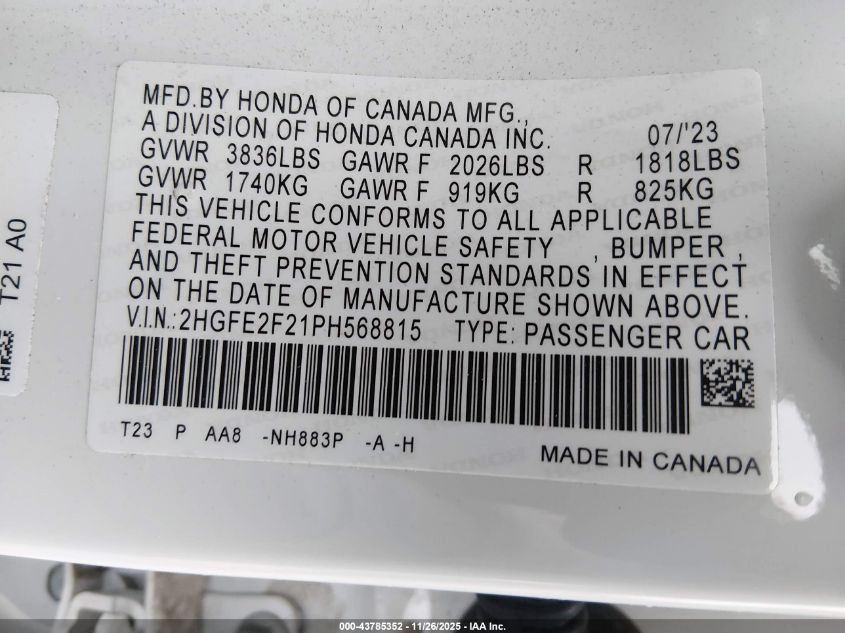 MFD.BY HONDA OF CANADA MFG.,
A DIVISION OF HONDA CANADA INC. 07/'23
GVWR 3836LBS GAWR F 2026LBS R 1818LBS
GVWR 1740KG GAWR F 919KG R 825KG
THIS VEHICLE CONFORMS TO ALL APPLICABLE
FEDERAL MOTOR VEHICLE SAFETY , BUMPER ,
AND THEFT PREVENTION STANDARDS IN EFFECT
ON THE DATE OF MANUFACTURE SHOWN ABOVE.
V.I.N.:2HGFE2F21PH568815 TYPE: PASSENGER CAR
T23 P AA8 -NH883P -A -H
MADE IN CANADA
T21 A0
000-43785352 | 11/26/2025 - IAA Inc.